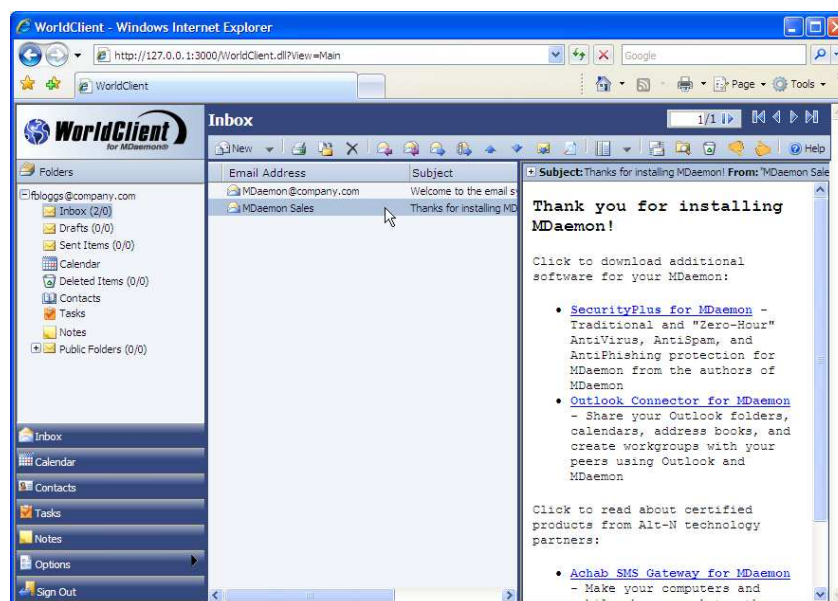 WorldClient - Windows Internet Explorer
http://127.0.0.1:3000/WorldClient.dll?View=Main
Google
WorldClient
Page
Tools
WorldClient
for MDaemon®
Inbox
1/1
New
Help
Folders
fbloggs@company.com
Inbox (2/0)
Drafts (0/0)
Sent Items (0/0)
Calendar
Deleted Items (0/0)
Contacts
Tasks
Notes
Public Folders (0/0)
Inbox
Calendar
Contacts
Tasks
Notes
Options
Sign Out
Email Address Subject
MDaemon@company.com Welcome to the email
MDaemon Sales Thanks for installing MD
Subject: Thanks for installing MDaemon! From: "MDaemon Sale
Thank you for installing
MDaemon!
Click to download additional
software for your MDaemon:
• SecurityPlus for MDaemon -
Traditional and "Zero-Hour"
AntiVirus, AntiSpam, and
AntiPhishing protection for
MDaemon from the authors of
MDaemon
• Outlook Connector for MDaemon
- Share your Outlook folders,
calendars, address books, and
create workgroups with your
peers using Outlook and
MDaemon
Click to read about certified
products from Alt-N technology
partners:
• Achab SMS Gateway for MDaemon
- Make your computers and